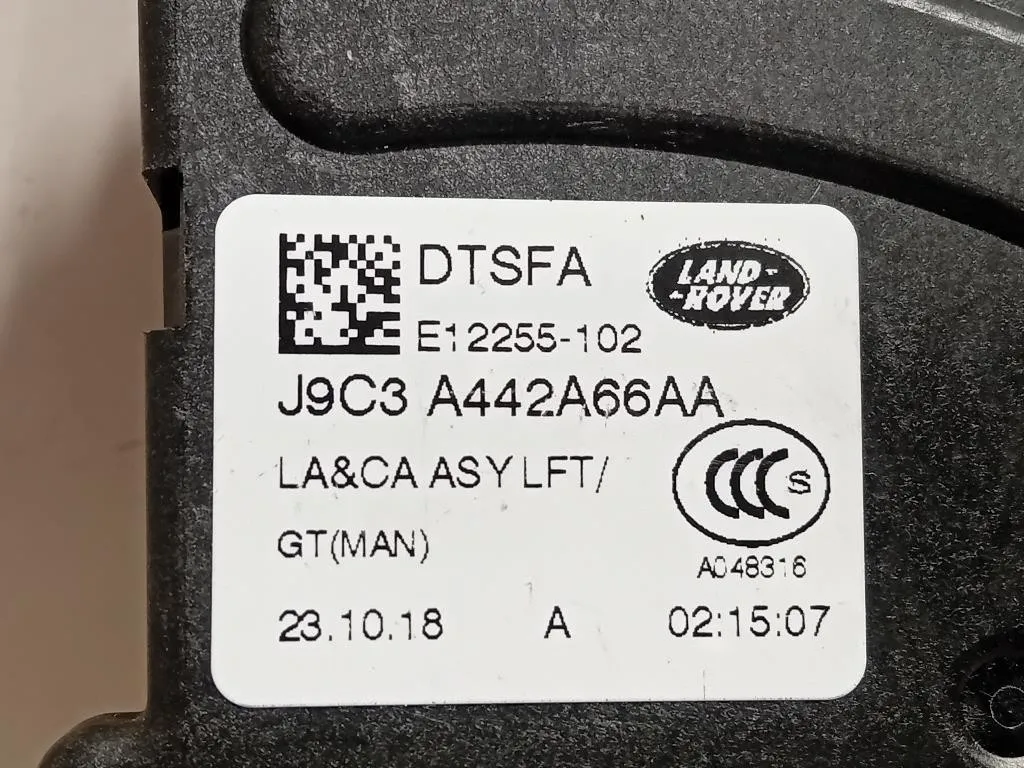 DTSFA
LAND-
-ROVER
E12255-102
J9C3 A442A66AA
LA&CA ASY LFT/
CCC S
GT(MAN)
A048316
23.10.18 A 02:15:07